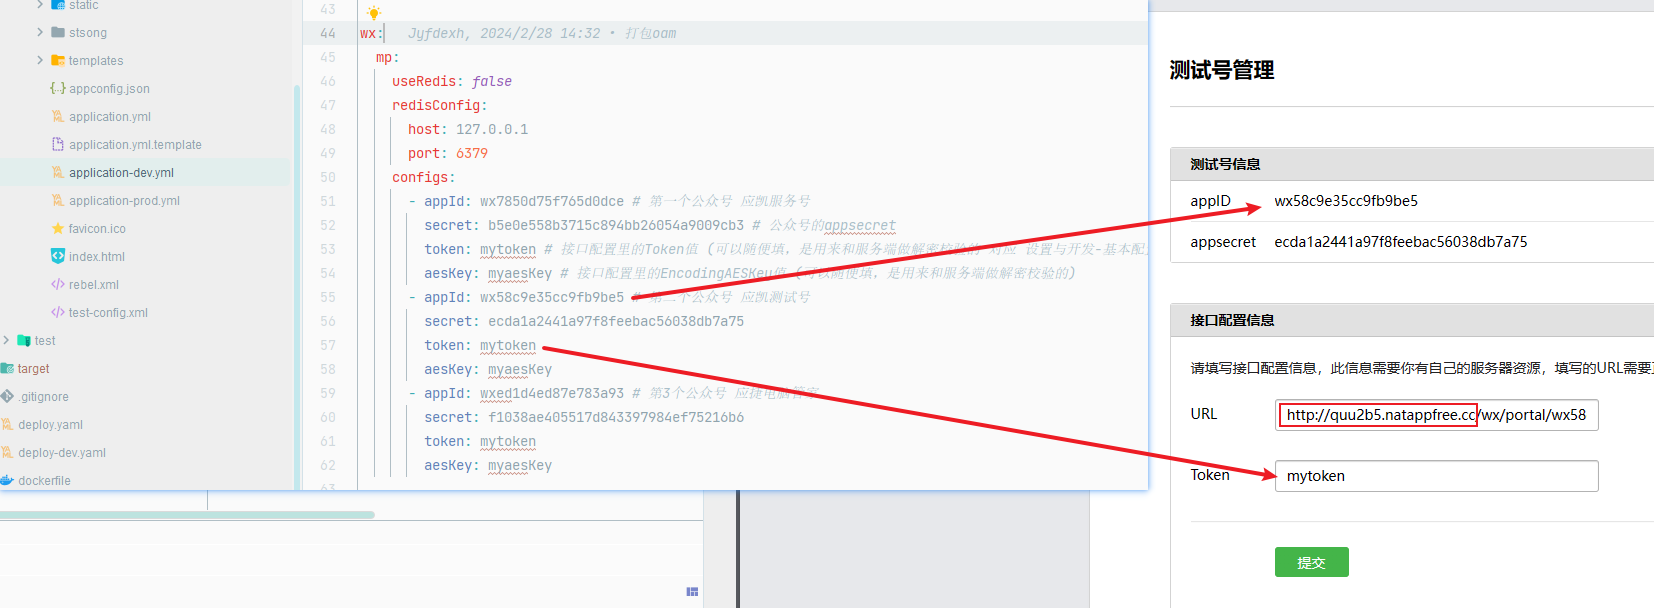 static
stsong
templates
appconfig.json
application.yml
application.yml.template
application-dev.yml
application-prod.yml
favicon.ico
index.html
rebel.xml
test-config.xml
test
target
.gitignore
deploy.yaml
deploy-dev.yaml
dockerfile
43
44 wx: Jyfdexh, 2024/2/28 14:32 • 打包oam
45 mp:
46 useRedis: false
47 redisConfig:
48 host: 127.0.0.1
49 port: 6379
50 configs:
51 - appId: wx7850d75f765d0dce # 第一个公众号 应凯服务号
52 secret: b5e0e558b3715c894bb26054a9009cb3 # 公众号的appsecret
53 token: mytoken # 接口配置里的Token值 (可以随便填，是用来和服务端做解密校验的 对应 设置与开发-基本配
54 aesKey: myaesKey # 接口配置里的EncodingAESKey值 (可以随便填，是用来和服务端做解密校验的)
55 - appId: wx58c9e35cc9fb9be5 # 第二个公众号 应凯测试号
56 secret: ecda1a2441a97f8feebac56038db7a75
57 token: mytoken
58 aesKey: myaesKey
59 - appId: wxed1d4ed87e783a93 # 第3个公众号 应捷电脑管家
60 secret: f1038ae405517d843397984ef75216b6
61 token: mytoken
62 aesKey: myaesKey
63
测试号管理
测试号信息
appID wx58c9e35cc9fb9be5
appsecret ecda1a2441a97f8feebac56038db7a75
接口配置信息
请填写接口配置信息，此信息需要你有自己的服务器资源，填写的URL需要
URL http://quu2b5.natappfree.cc/wx/portal/wx58
Token mytoken
提交